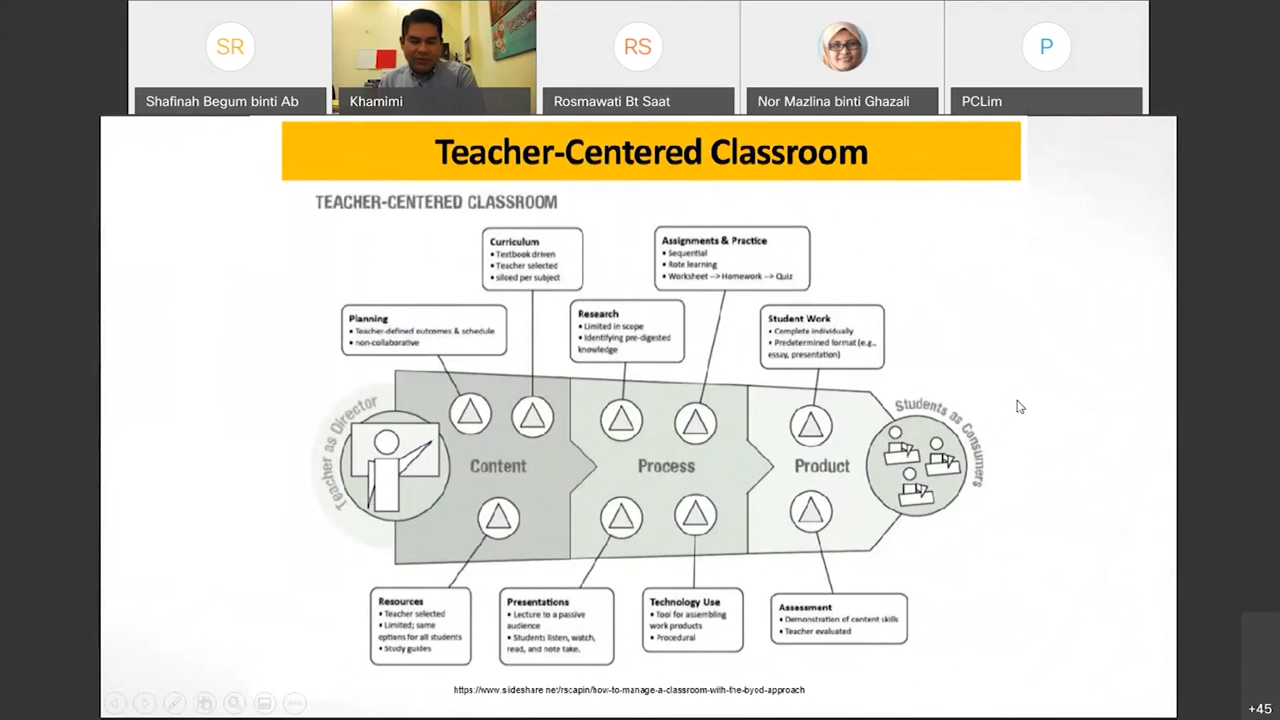 SR
RS
P
Shafinah Begum binti Ab
Khamimi
Rosmawati Bt Saat
Nor Mazlina binti Ghazali
PCLim
Teacher-Centered Classroom
TEACHER-CENTERED CLASSROOM
Curriculum
• Textbook driven
• Teacher selected
• siloed per subject
Assignments & Practice
• Sequential
• Rote learning
• Worksheet --> Homework --> Quiz
Planning
• Teacher-defined outcomes & schedule
• non-collaborative
Research
• Limited in scope
• Identifying pre-digested
knowledge
Student Work
• Complete individually
• Predetermined format (e.g.,
essay, presentation)
Teacher as Director
Content
Process
Product
Students as Consumers
Resources
• Teacher selected
• Limited; same
options for all students
• Study guides
Presentations
• Lecture to a passive
audience
• Students listen, watch,
read, and note take.
Technology Use
• Tool for assembling
work products
• Procedural
Assessment
• Demonstration of content skills
• Teacher evaluated
https://www.slideshare.net/rscapin/how-to-manage-a-classroom-with-the-byod-approach
+45